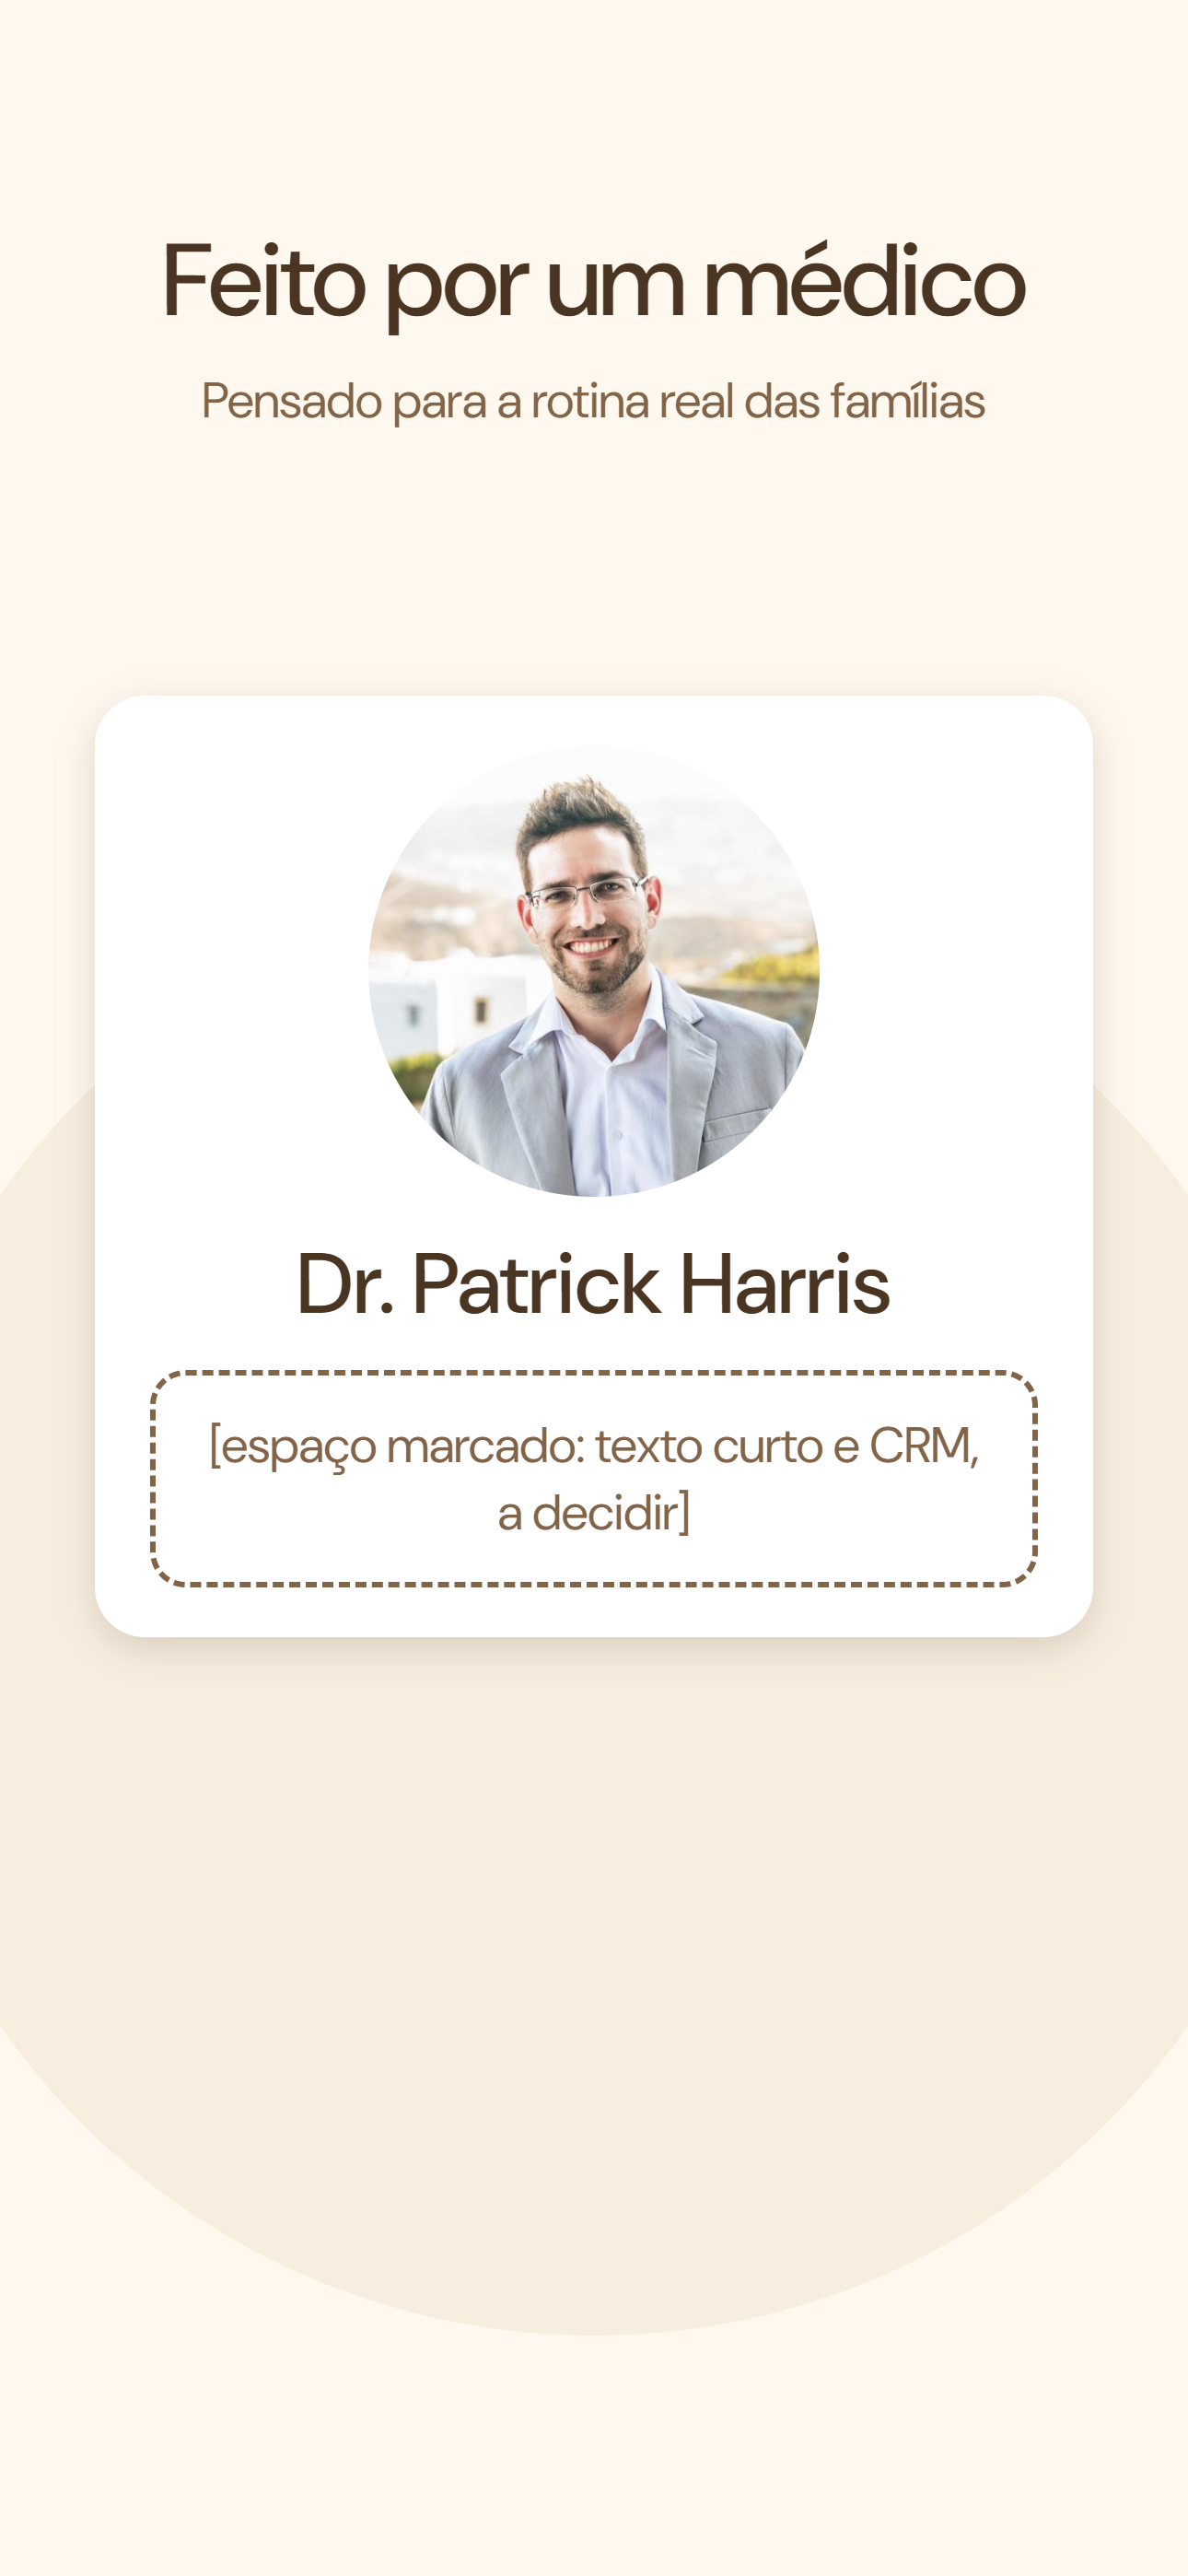 Feito por um médico
Pensado para a rotina real das famílias
Dr. Patrick Harris
[espaço marcado: texto curto e CRM,
a decidir]